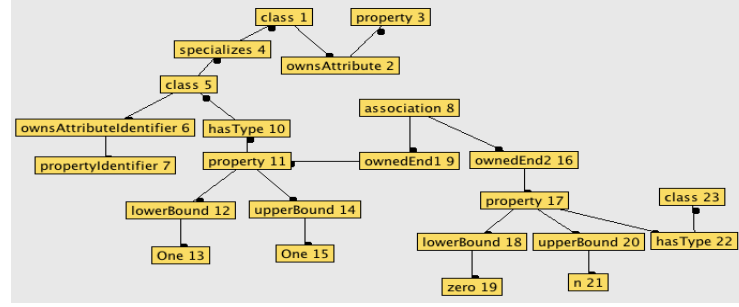 class 1
property 3
specializes 4
ownsAttribute 2
class 5
association 8
ownsAttributeIdentifier 6
hasType 10
propertyIdentifier 7
property 11
ownedEnd1 9
ownedEnd2 16
property 17
class 23
lowerBound 12
upperBound 14
lowerBound 18
upperBound 20
hasType 22
One 13
One 15
zero 19
n 21